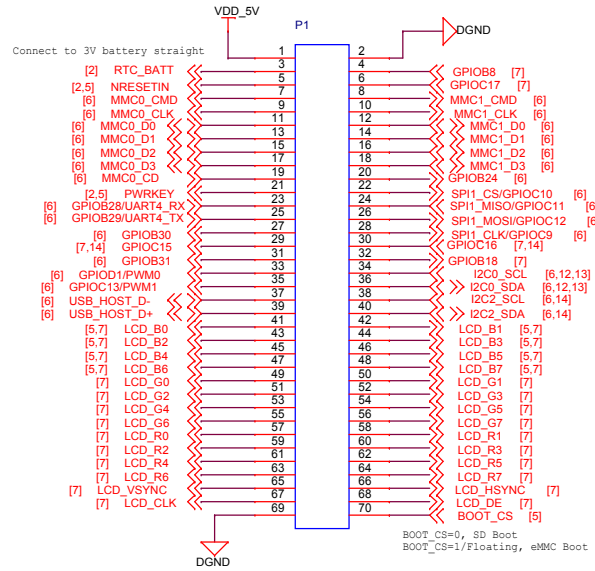 VDD_5V
P1
DGND
Connect to 3V battery straight
1 2
[2] RTC_BATT 3 4 GPIOB8 [7]
[2,5] NRESETIN 5 6 GPIOC17 [7]
[6] MMC0_CMD 7 8 MMC1_CMD [6]
[6] MMC0_CLK 9 10 MMC1_CLK [6]
[6] MMC0_D0 11 12 MMC1_D0 [6]
[6] MMC0_D1 13 14 MMC1_D1 [6]
[6] MMC0_D2 15 16 MMC1_D2 [6]
[6] MMC0_D3 17 18 MMC1_D3 [6]
[6] MMC0_CD 19 20 GPIOB24 [6]
[2,5] PWRKEY 21 22 SPI1_CS/GPIOC10 [6]
[6] GPIOB28/UART4_RX 23 24 SPI1_MISO/GPIOC11 [6
[6] GPIOB29/UART4_TX 25 26 SPI1_MOSI/GPIOC12 [6
[6] GPIOB30 27 28 SPI1_CLK/GPIOC9 [6]
[7,14] GPIOC15 29 30 GPIOC16 [7,14]
[6] GPIOB31 31 32 GPIOB18 [7]
[6] GPIOD1/PWM0 33 34 I2C0_SCL [6,12,13]
[6] GPIOC13/PWM1 35 36 I2C0_SDA [6,12,13]
[6] USB_HOST_D- 37 38 I2C2_SCL [6,14]
[6] USB_HOST_D+ 39 40 I2C2_SDA [6,14]
[5,7] LCD_B0 41 42 LCD_B1 [5,7]
[5,7] LCD_B2 43 44 LCD_B3 [5,7]
[5,7] LCD_B4 45 46 LCD_B5 [5,7]
[5,7] LCD_B6 47 48 LCD_B7 [5,7]
[7] LCD_G0 49 50 LCD_G1 [7]
[7] LCD_G2 51 52 LCD_G3 [7]
[7] LCD_G4 53 54 LCD_G5 [7]
[7] LCD_G6 55 56 LCD_G7 [7]
[7] LCD_R0 57 58 LCD_R1 [7]
[7] LCD_R2 59 60 LCD_R3 [7]
[7] LCD_R4 61 62 LCD_R5 [7]
[7] LCD_R6 63 64 LCD_R7 [7]
[7] LCD_VSYNC 65 66 LCD_HSYNC [7]
[7] LCD_CLK 67 68 LCD_DE [7]
69 70 BOOT_CS [5]
BOOT_CS=0, SD Boot
BOOT_CS=1/Floating, eMMC Boot
DGND